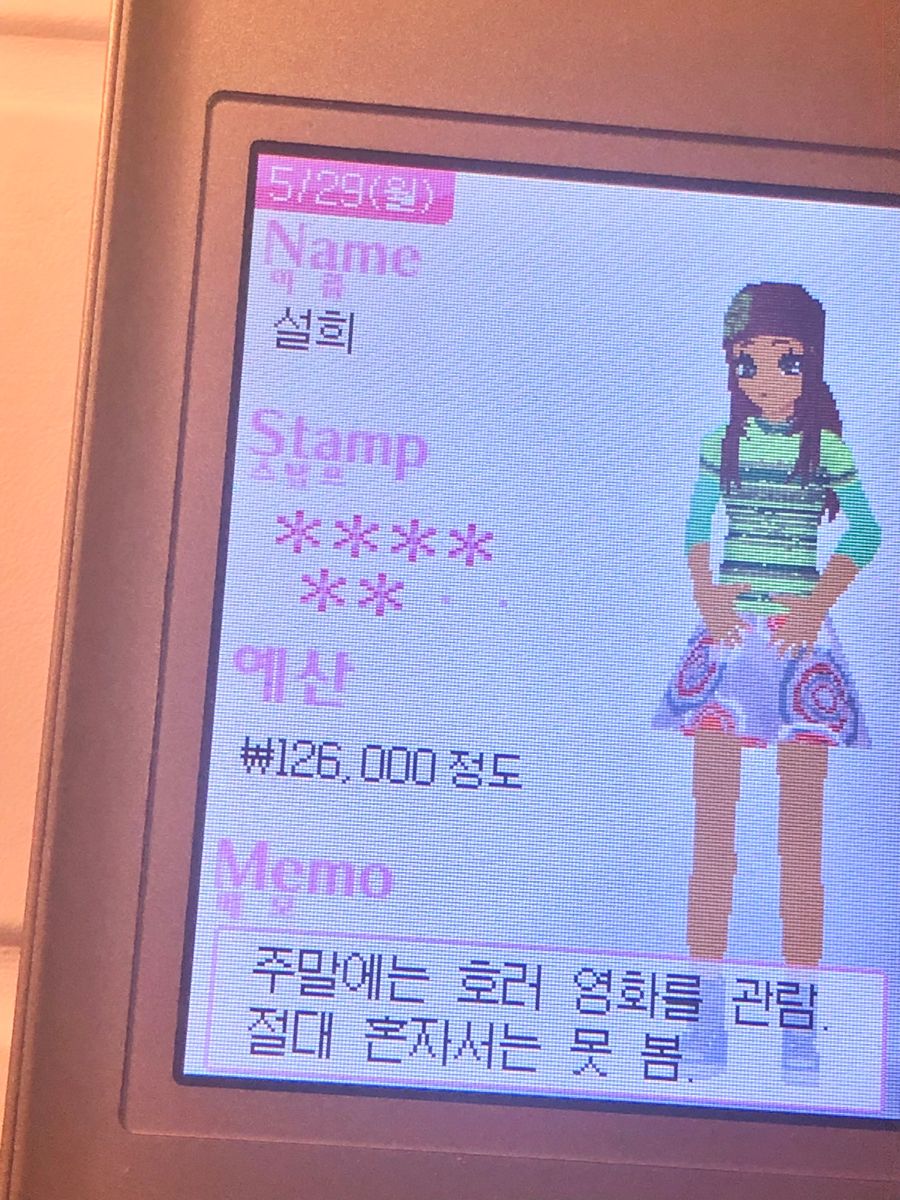 5/29(월)
Name
이 름
설희
Stamp
스 탬 프
****
**
예산
₩126,000 정도
Memo
메 모
주말에는 호러 영화를 관람.
절대 혼자서는 못 봄.